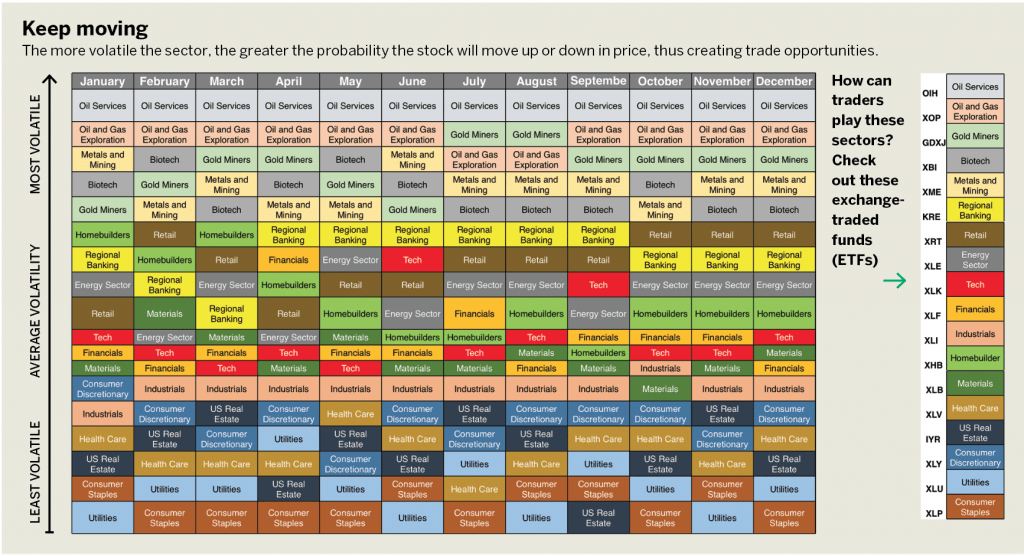 Keep moving
The more volatile the sector, the greater the probability the stock will move up or down in price, thus creating trade opportunities.
MOST VOLATILE
AVERAGE VOLATILITY
LEAST VOLATILE
January February March April May June July August Septembe October November December
Oil Services Oil Services Oil Services Oil Services Oil Services Oil Services Oil Services Oil Services Oil Services Oil Services Oil Services Oil Services
Oil and Gas Exploration Oil and Gas Exploration Oil and Gas Exploration Oil and Gas Exploration Oil and Gas Exploration Oil and Gas Exploration Gold Miners Gold Miners Oil and Gas Exploration Oil and Gas Exploration Oil and Gas Exploration Oil and Gas Exploration
Metals and Mining Biotech Gold Miners Gold Miners Biotech Metals and Mining Oil and Gas Exploration Oil and Gas Exploration Gold Miners Gold Miners Gold Miners Gold Miners
Biotech Gold Miners Metals and Mining Biotech Gold Miners Biotech Metals and Mining Metals and Mining Metals and Mining Biotech Metals and Mining Metals and Mining
Gold Miners Metals and Mining Biotech Metals and Mining Metals and Mining Gold Miners Biotech Biotech Biotech Metals and Mining Biotech Biotech
Homebuilders Retail Homebuilders Regional Banking Regional Banking Regional Banking Regional Banking Regional Banking Regional Banking Retail Retail Retail
Regional Banking Homebuilders Retail Financials Energy Sector Tech Retail Retail Retail Regional Banking Regional Banking Regional Banking
Energy Sector Regional Banking Energy Sector Homebuilders Retail Retail Energy Sector Energy Sector Tech Energy Sector Energy Sector Energy Sector
Retail Materials Regional Banking Retail Homebuilders Energy Sector Financials Homebuilders Energy Sector Homebuilders Homebuilders Homebuilders
Tech Energy Sector Materials Energy Sector Materials Homebuilders Homebuilders Tech Financials Financials Financials Tech
Financials Tech Financials Tech Financials Financials Tech Materials Homebuilders Tech Tech Materials
Materials Financials Tech Materials Tech Materials Materials Financials Materials Industrials Materials Financials
Consumer Discretionary Industrials Industrials Industrials Industrials Industrials Industrials Industrials Industrials Materials Industrials Industrials
Industrials Consumer Discretionary US Real Estate Consumer Discretionary Health Care Consumer Discretionary US Real Estate Consumer Discretionary Consumer Discretionary Consumer Discretionary US Real Estate Consumer Discretionary
Health Care US Real Estate Consumer Discretionary Utilities US Real Estate Health Care Consumer Discretionary US Real Estate Health Care Health Care Consumer Discretionary Health Care
US Real Estate Health Care Health Care Health Care Consumer Discretionary US Real Estate Utilities Health Care Utilities US Real Estate Health Care US Real Estate
Consumer Staples Utilities Utilities US Real Estate Utilities Consumer Staples Health Care Consumer Staples Consumer Staples Utilities Utilities Utilities
Utilities Consumer Staples Consumer Staples Consumer Staples Consumer Staples Utilities Consumer Staples Utilities US Real Estate Consumer Staples Consumer Staples Consumer Staples
How can
traders
play these
sectors?
Check
out these
exchange-
traded
funds
(ETFs)
OIH Oil Services
XOP Oil and Gas Exploration
GDXJ Gold Miners
XBI Biotech
XME Metals and Mining
KRE Regional Banking
XRT Retail
XLE Energy Sector
XLK Tech
XLF Financials
XLI Industrials
XHB Homebuilder
XLB Materials
XLV Health Care
IYR US Real Estate
XLY Consumer Discretionary
XLU Utilities
XLP Consumer Staples